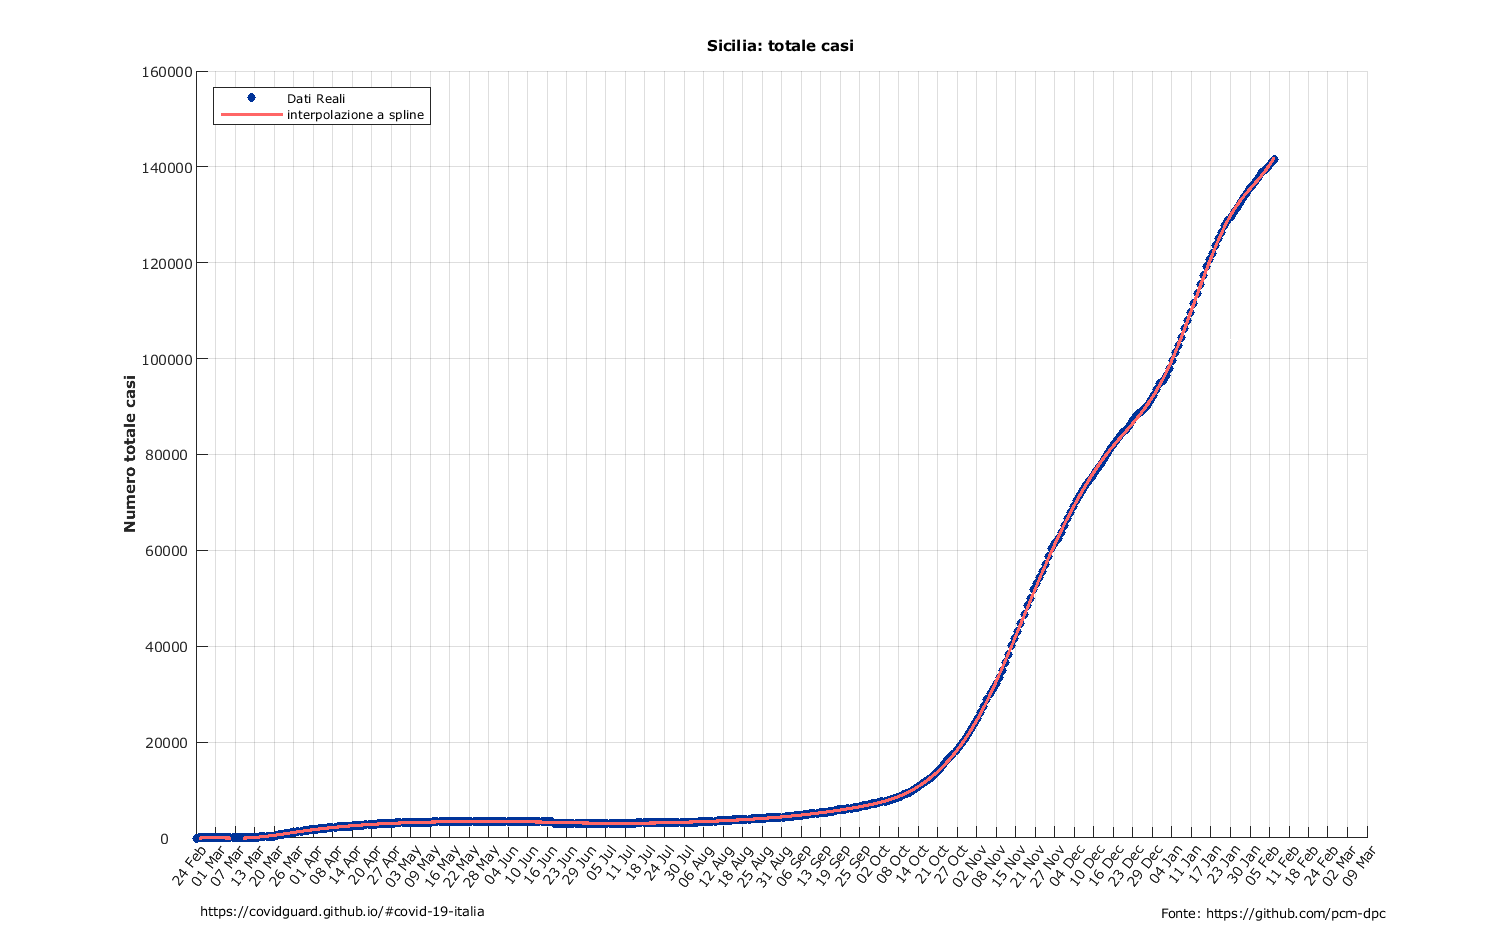 Sicilia: totale casi
160000
140000
120000
100000
80000
60000
40000
20000
0
Numero totale casi
Dati Reali
interpolazione a spline
24 Feb
01 Mar
07 Mar
13 Mar
20 Mar
26 Mar
01 Apr
08 Apr
14 Apr
20 Apr
27 Apr
03 May
09 May
16 May
22 May
28 May
04 Jun
10 Jun
16 Jun
23 Jun
29 Jun
05 Jul
11 Jul
18 Jul
24 Jul
30 Jul
06 Aug
12 Aug
18 Aug
25 Aug
31 Aug
06 Sep
13 Sep
19 Sep
25 Sep
02 Oct
08 Oct
14 Oct
21 Oct
27 Oct
02 Nov
08 Nov
15 Nov
21 Nov
27 Nov
04 Dec
10 Dec
16 Dec
23 Dec
29 Dec
04 Jan
11 Jan
17 Jan
23 Jan
30 Jan
05 Feb
11 Feb
18 Feb
24 Feb
02 Mar
09 Mar
https://covidguard.github.io/#covid-19-italia
Fonte: https://github.com/pcm-dpc